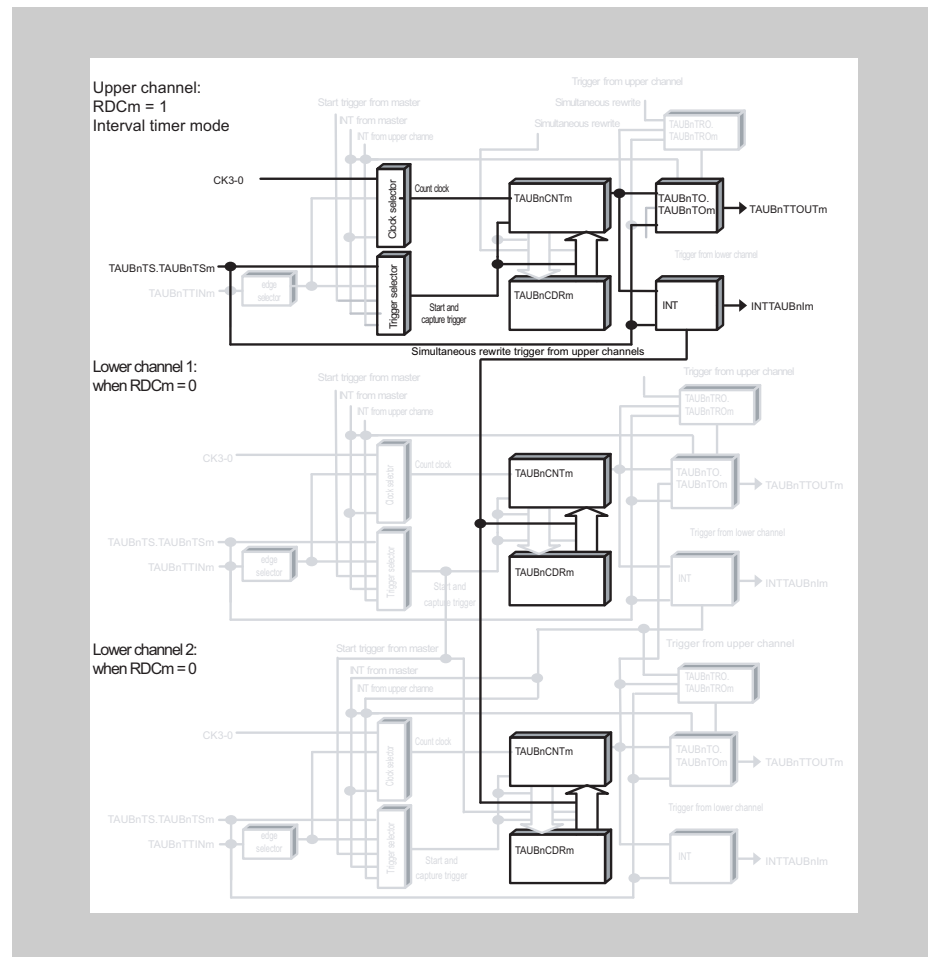 Upper channel:
RDCm = 1
Interval timer mode
Trigger from upper channel
Start trigger from master
Simultaneous rewrite
INT from master
Simultaneous rewrite
INT from upper channe
TAUBnTRO.
TAUBnTROm
CK3-0
Clock selector
Count clock
TAUBnCNTm
TAUBnTO.
TAUBnTOm
TAUBnTTOUTm
Trigger from lower channel
TAUBnTS.TAUBnTSm
TAUBnTTINm
edge
selector
Trigger selector
Start and
capture trigger
TAUBnCDRm
INT
INTTAUBnIm
Simultaneous rewrite trigger from upper channels
Lower channel 1:
when RDCm = 0
Trigger from upper channel
Start trigger from master
INT from master
INT from upper channe
TAUBnTRO.
TAUBnTROm
CK3-0
Clock selector
Count clock
TAUBnCNTm
TAUBnTO.
TAUBnTOm
TAUBnTTOUTm
Trigger from lower channel
TAUBnTS.TAUBnTSm
TAUBnTTINm
edge
selector
Trigger selector
Start and
capture trigger
TAUBnCDRm
INT
INTTAUBnIm
Lower channel 2:
when RDCm = 0
Trigger from upper channel
Start trigger from master
INT from master
INT from upper channe
TAUBnTRO.
TAUBnTROm
CK3-0
Clock selector
Count clock
TAUBnCNTm
TAUBnTO.
TAUBnTOm
TAUBnTTOUTm
Trigger from lower channel
TAUBnTS.TAUBnTSm
TAUBnTTINm
edge
selector
Trigger selector
Start and
capture trigger
TAUBnCDRm
INT
INTTAUBnIm